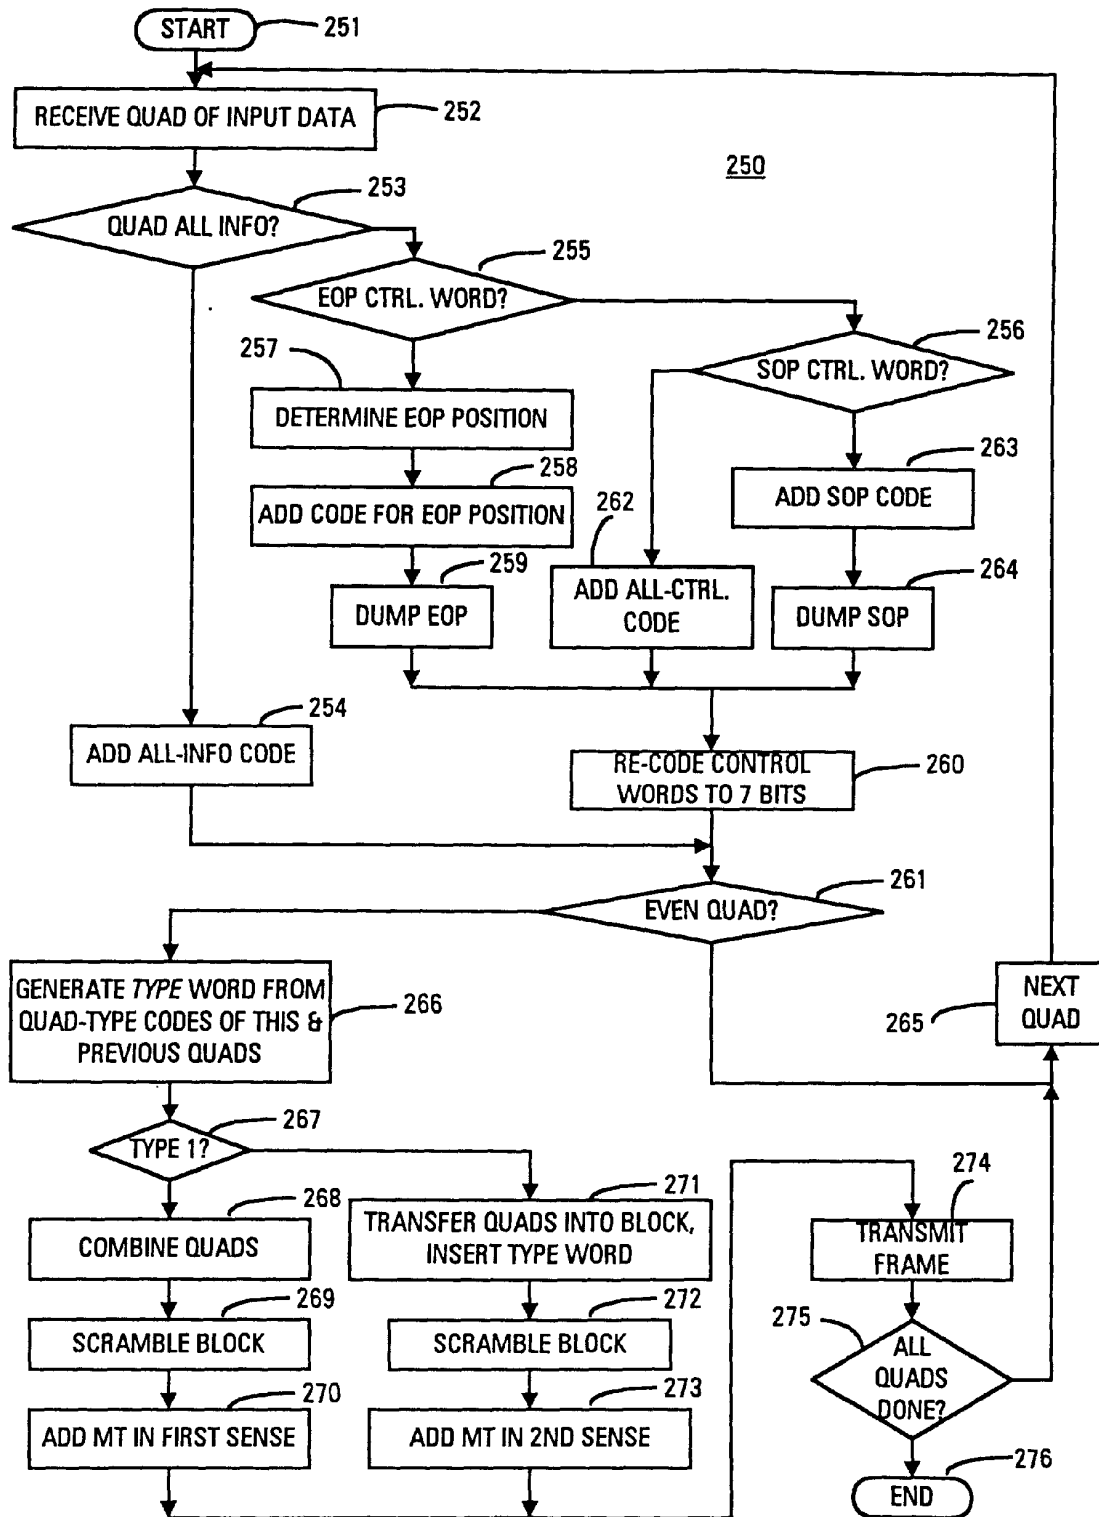 START
251
RECEIVE QUAD OF INPUT DATA
252
250
253
QUAD ALL INFO?
255
EOP CTRL. WORD?
256
SOP CTRL. WORD?
257
DETERMINE EOP POSITION
258
ADD CODE FOR EOP POSITION
259
DUMP EOP
262
ADD ALL-CTRL.
CODE
263
ADD SOP CODE
264
DUMP SOP
254
ADD ALL-INFO CODE
RE-CODE CONTROL
WORDS TO 7 BITS
260
261
EVEN QUAD?
GENERATE TYPE WORD FROM
QUAD-TYPE CODES OF THIS &
PREVIOUS QUADS
266
NEXT
QUAD
265
267
TYPE 1?
268
COMBINE QUADS
269
SCRAMBLE BLOCK
270
ADD MT IN FIRST SENSE
271
TRANSFER QUADS INTO BLOCK,
INSERT TYPE WORD
272
SCRAMBLE BLOCK
273
ADD MT IN 2ND SENSE
274
TRANSMIT
FRAME
275
ALL
QUADS
DONE?
276
END